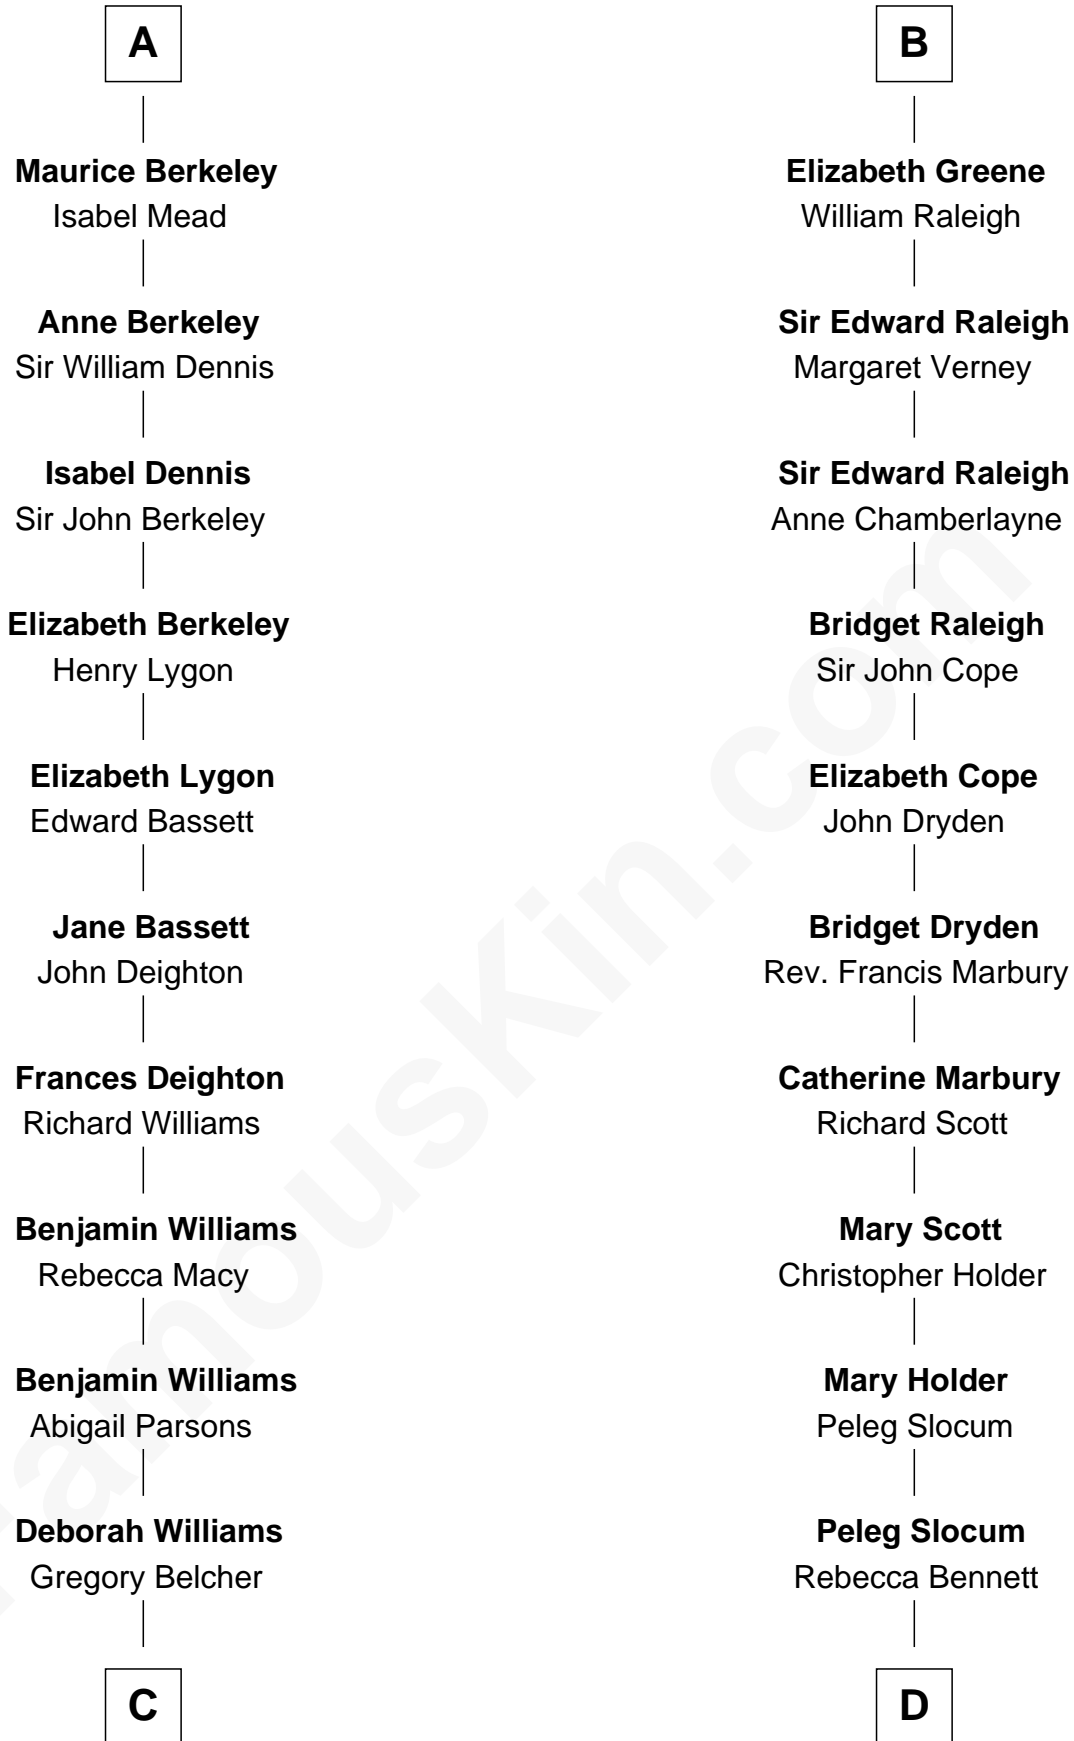 A
Maurice Berkeley
Isabel Mead
Anne Berkeley
Sir William Dennis
Isabel Dennis
Sir John Berkeley
Elizabeth Berkeley
Henry Lygon
Elizabeth Lygon
Edward Bassett
Jane Bassett
John Deighton
Frances Deighton
Richard Williams
Benjamin Williams
Rebecca Macy
Benjamin Williams
Abigail Parsons
Deborah Williams
Gregory Belcher
C
B
Elizabeth Greene
William Raleigh
Sir Edward Raleigh
Margaret Verney
Sir Edward Raleigh
Anne Chamberlayne
Bridget Raleigh
Sir John Cope
Elizabeth Cope
John Dryden
Bridget Dryden
Rev. Francis Marbury
Catherine Marbury
Richard Scott
Mary Scott
Christopher Holder
Mary Holder
Peleg Slocum
Peleg Slocum
Rebecca Bennett
D
FamousKin.com